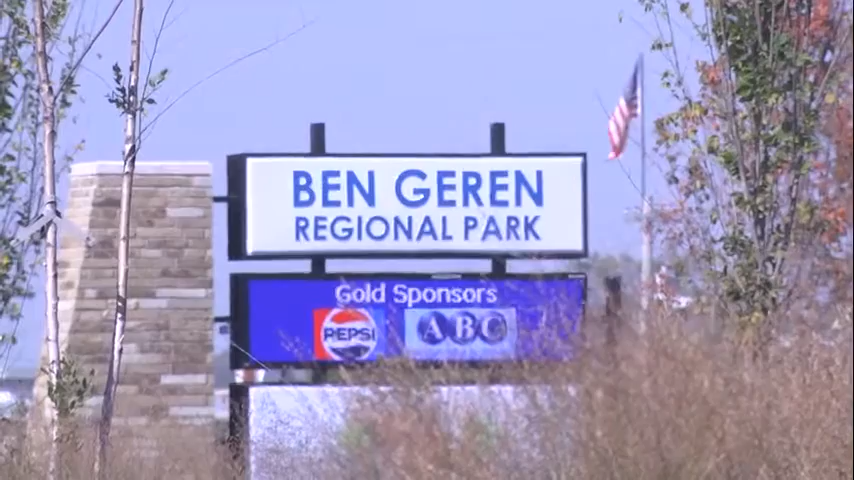 BEN GEREN
REGIONAL PARK
Gold Sponsors
PEPSI
ABC